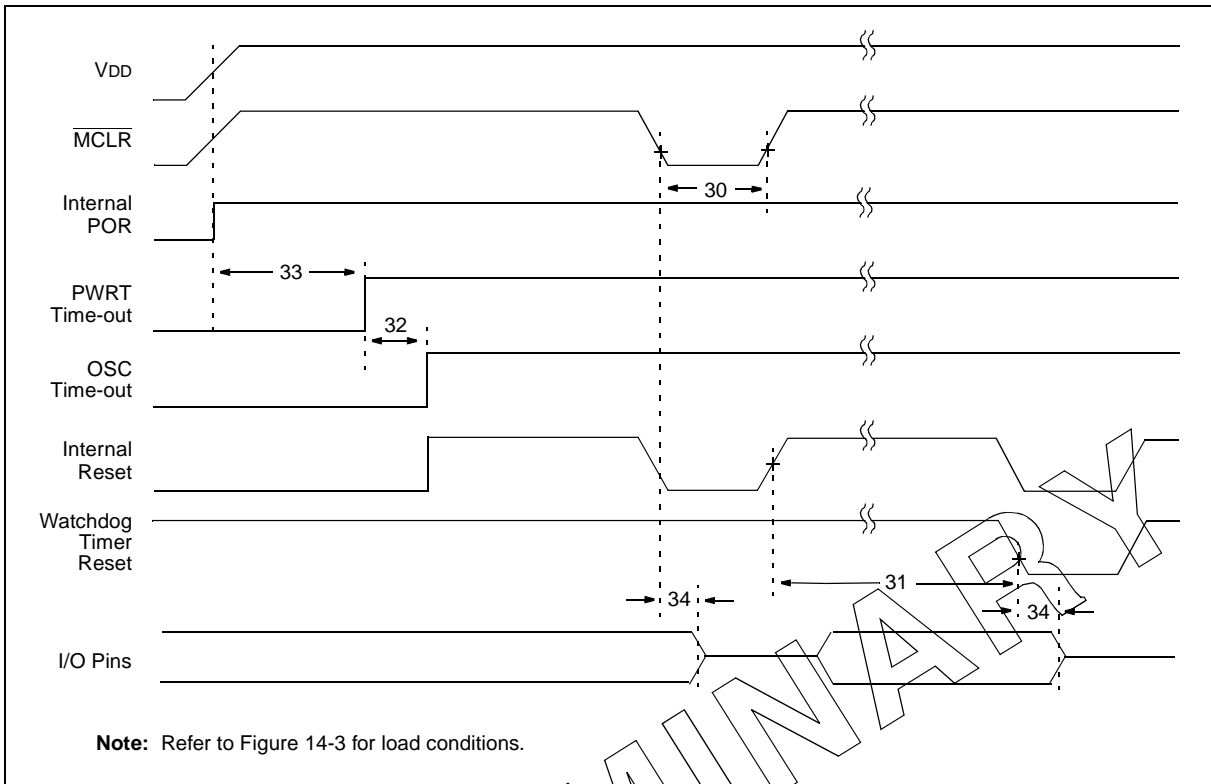 VDD
MCLR
30
Internal
POR
33
PWRT
Time-out
32
OSC
Time-out
Internal
Reset
Watchdog
Timer
Reset
31
34
34
I/O Pins
Note: Refer to Figure 14-3 for load conditions.
MINARY